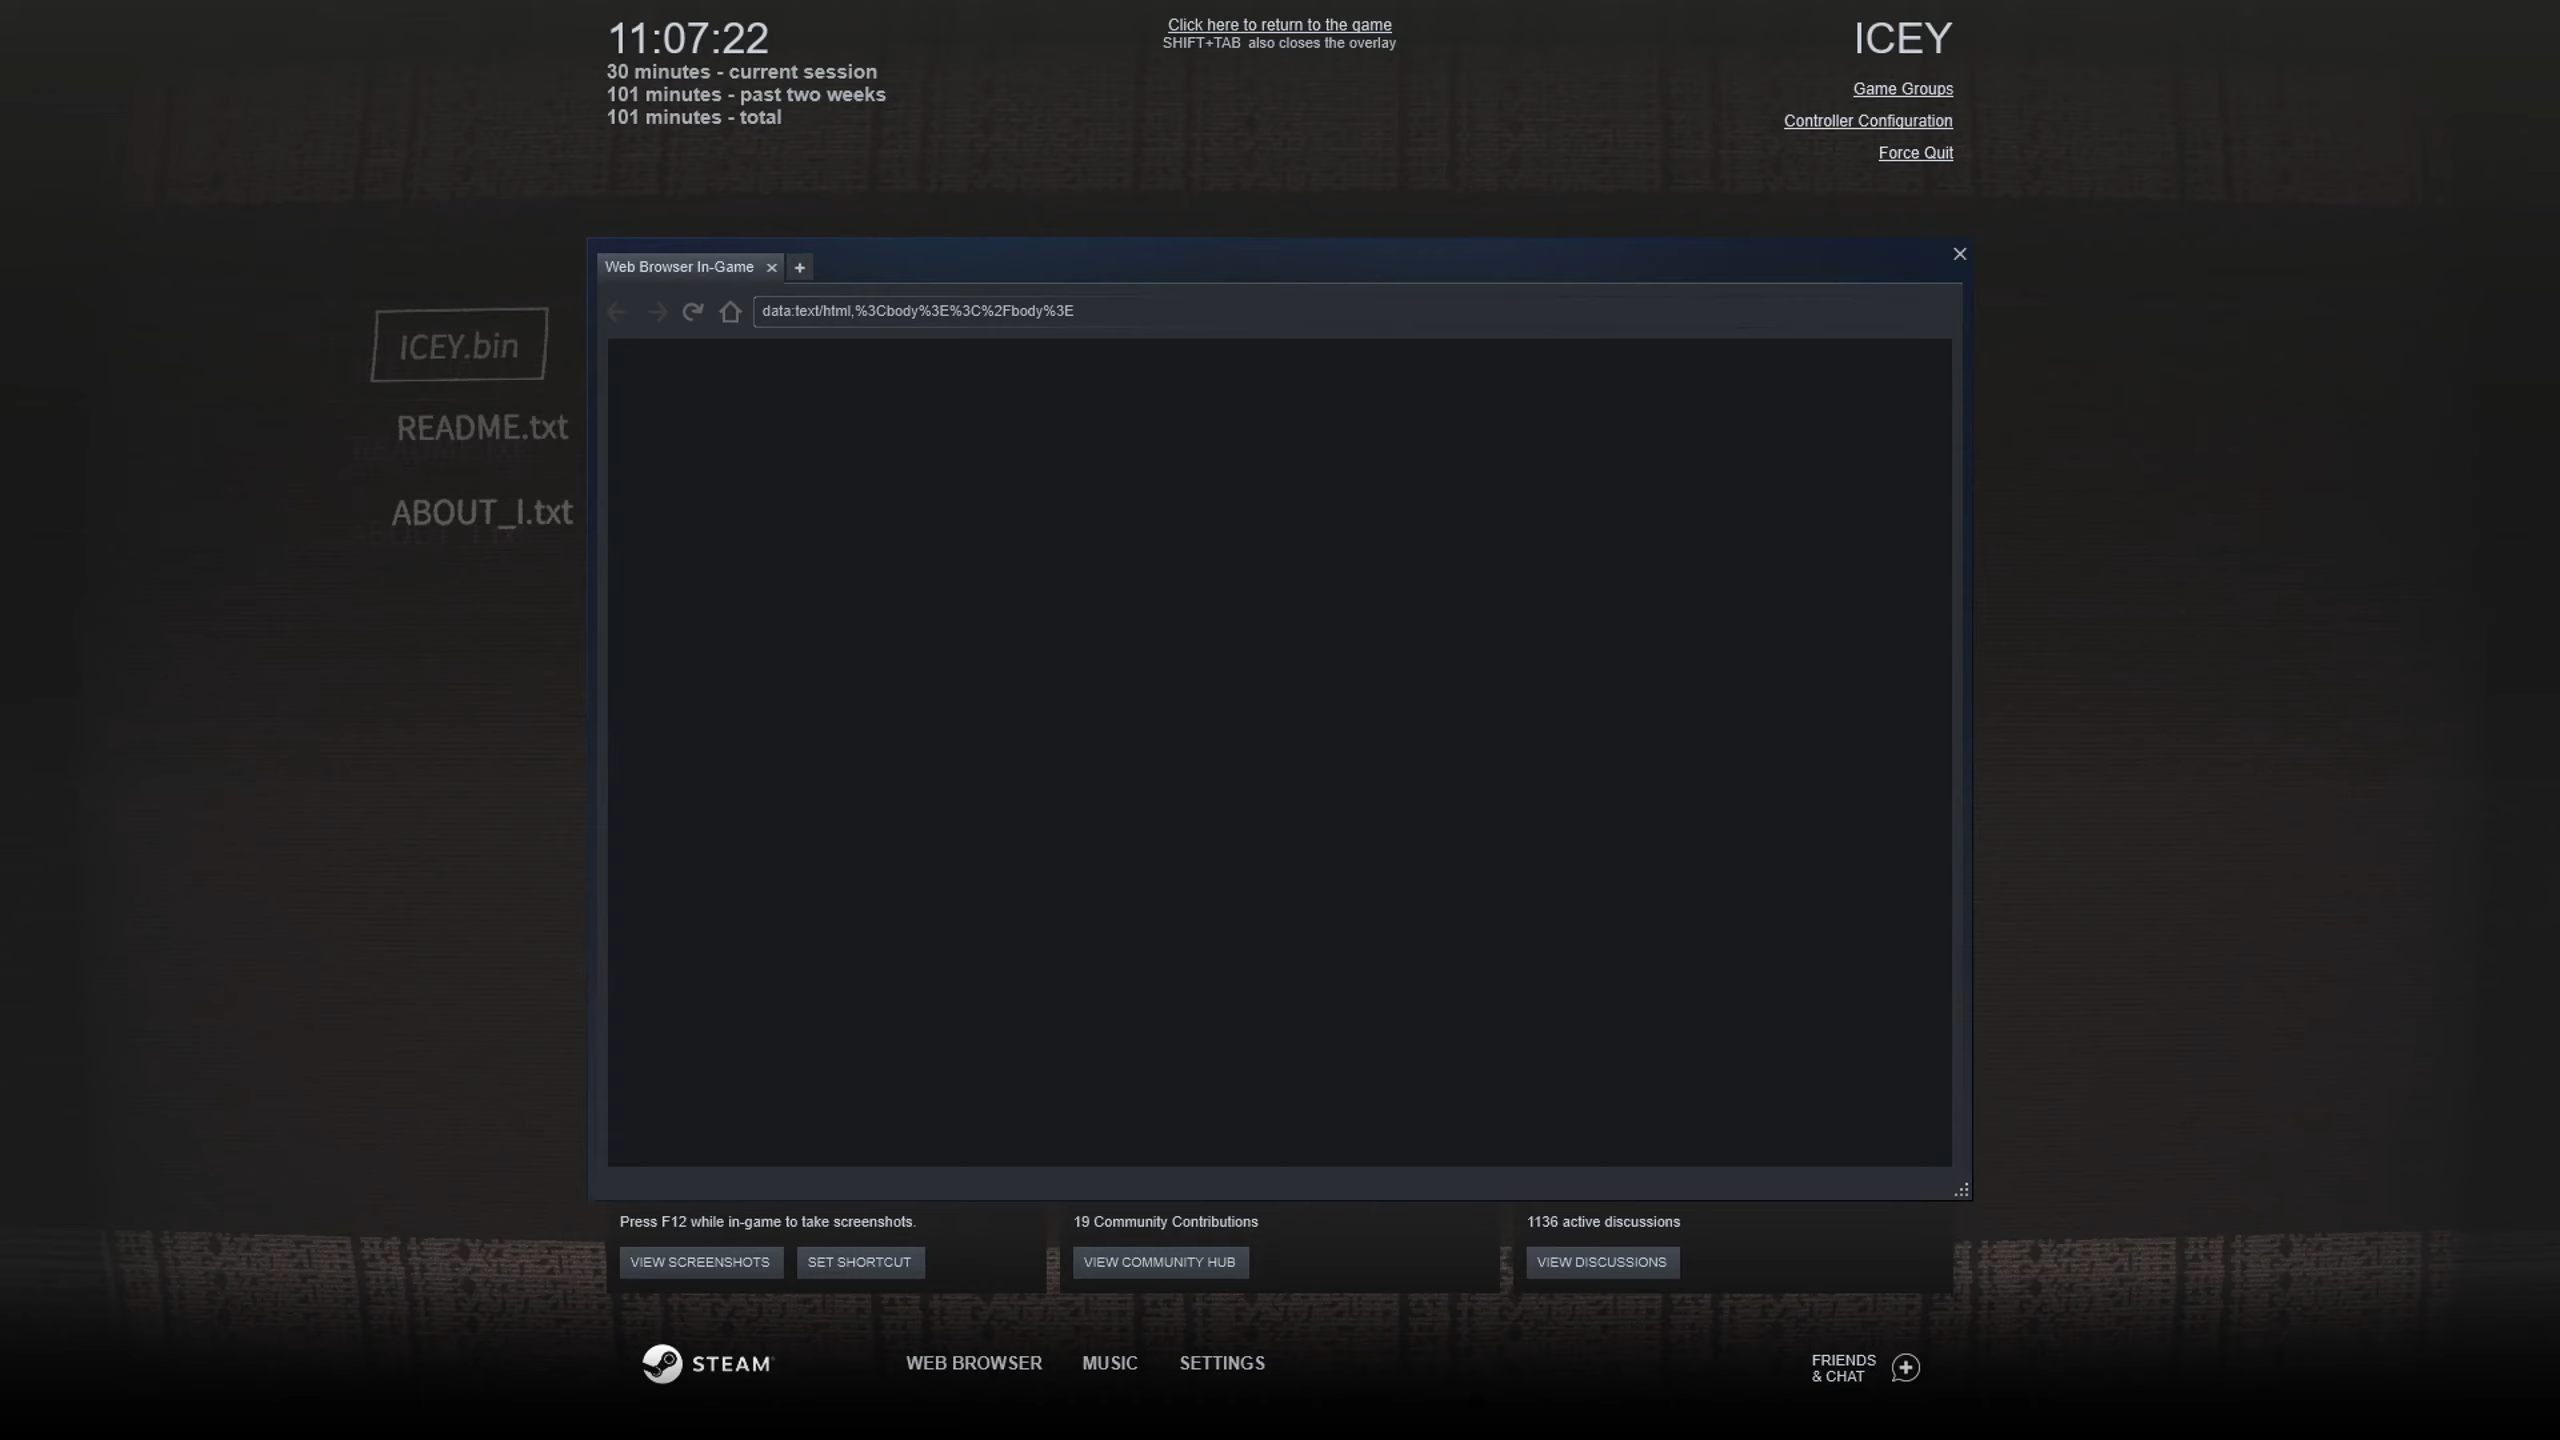 11:07:22
30 minutes - current session
101 minutes - past two weeks
101 minutes - total
Click here to return to the game
SHIFT+TAB also closes the overlay
ICEY
Game Groups
Controller Configuration
Force Quit
Web Browser In-Game
data:text/html,%3Cbody%3E%3C%2Fbody%3E
ICEY.bin
README.txt
ABOUT_I.txt
Press F12 while in-game to take screenshots.
VIEW SCREENSHOTS
SET SHORTCUT
19 Community Contributions
VIEW COMMUNITY HUB
1136 active discussions
VIEW DISCUSSIONS
STEAM
WEB BROWSER
MUSIC
SETTINGS
FRIENDS
& CHAT